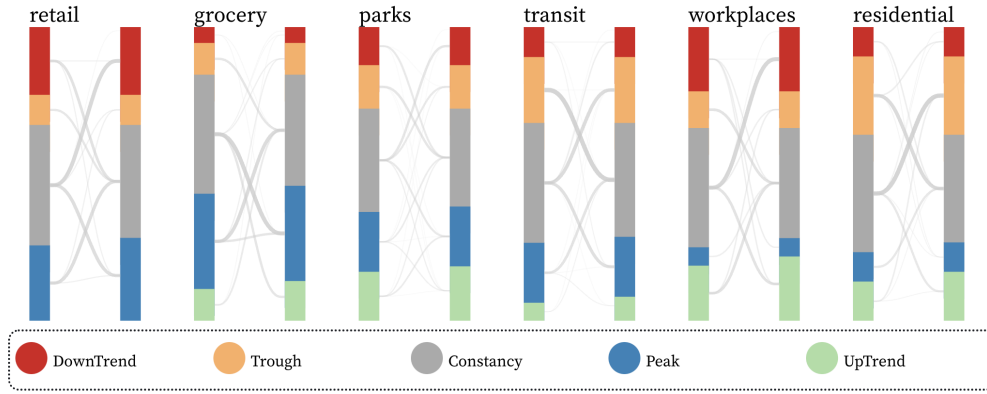 retail grocery parks transit workplaces residential
DownTrend Trough Constancy Peak UpTrend